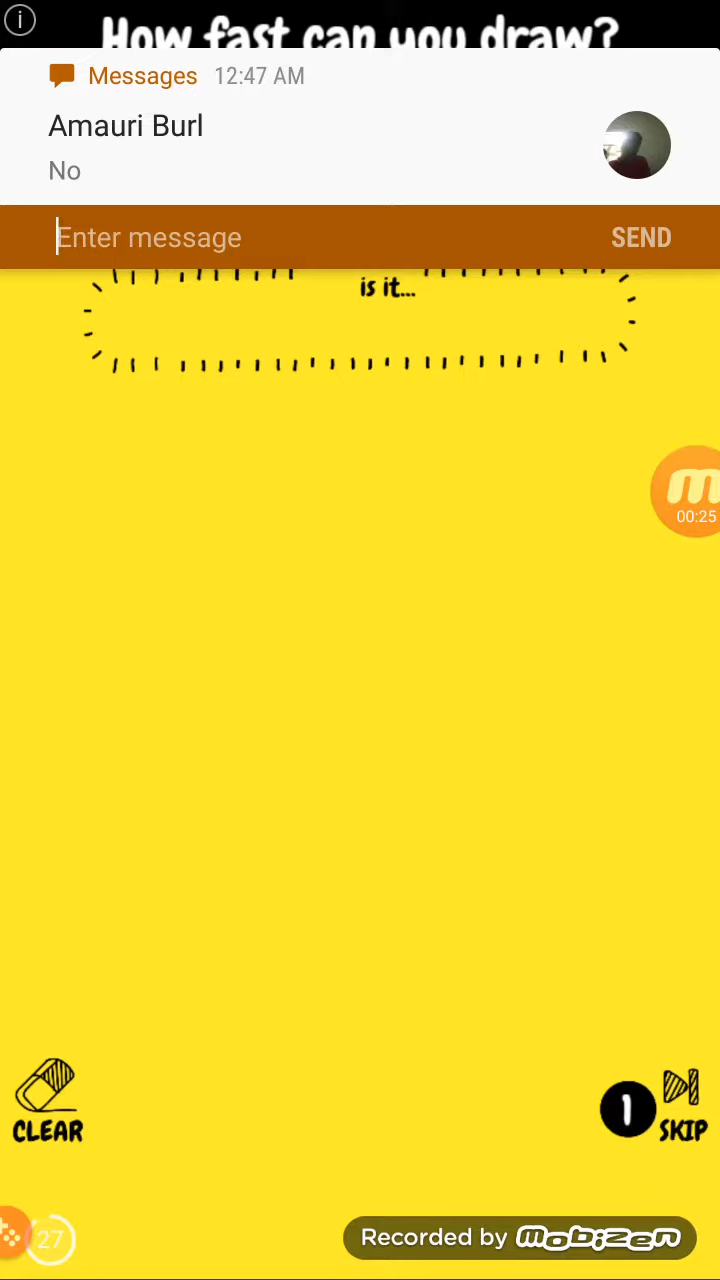 How fast can you draw?
Messages 12:47 AM
Amauri Burl
No
Enter message SEND
is it...
00:25
CLEAR
1
SKIP
27
Recorded by mobizen